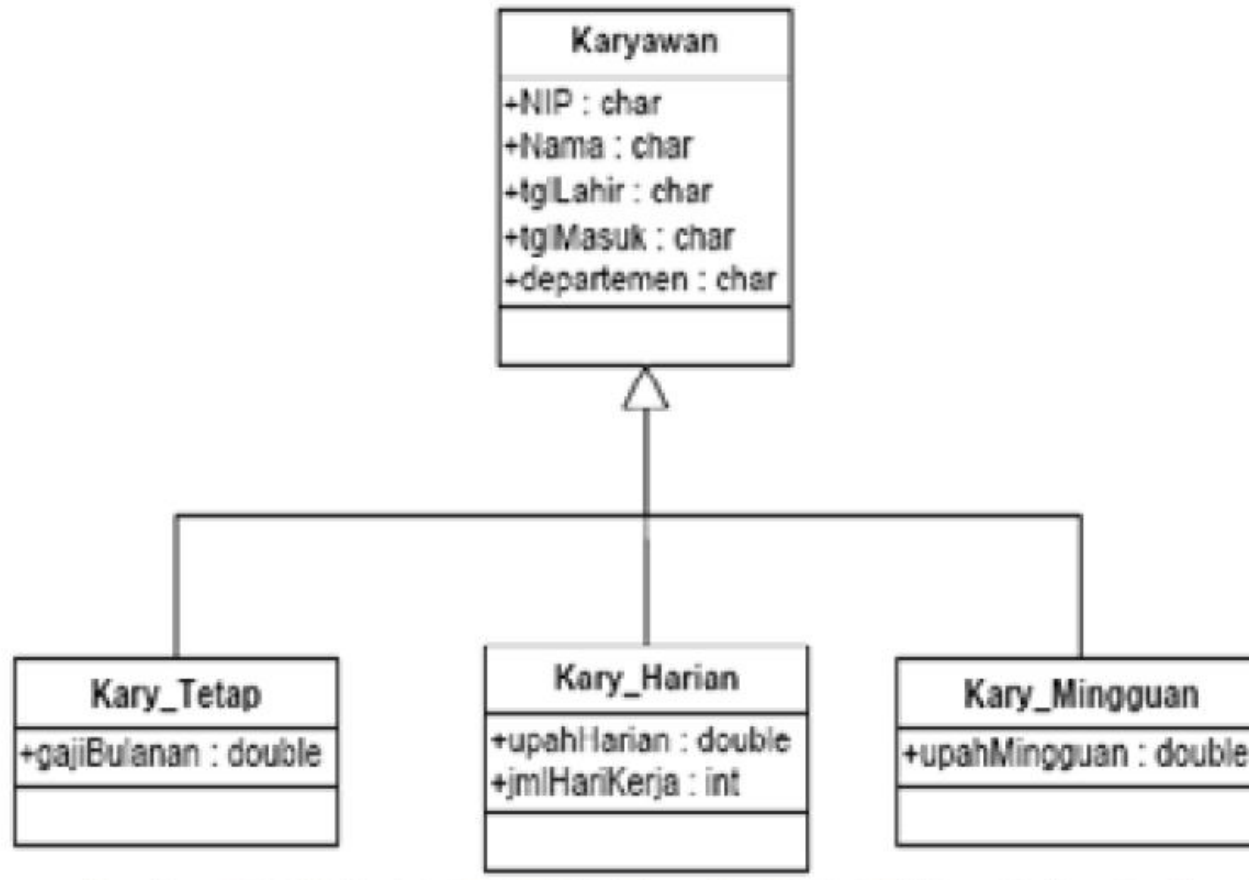 Karyawan
+NIP : char
+Nama : char
+tglLahir : char
+tglMasuk : char
+departemen : char
Kary_Tetap
+gajiBulanan : double
Kary_Harian
+upahHarian : double
+jmlHariKerja : int
Kary_Mingguan
+upahMingguan : double